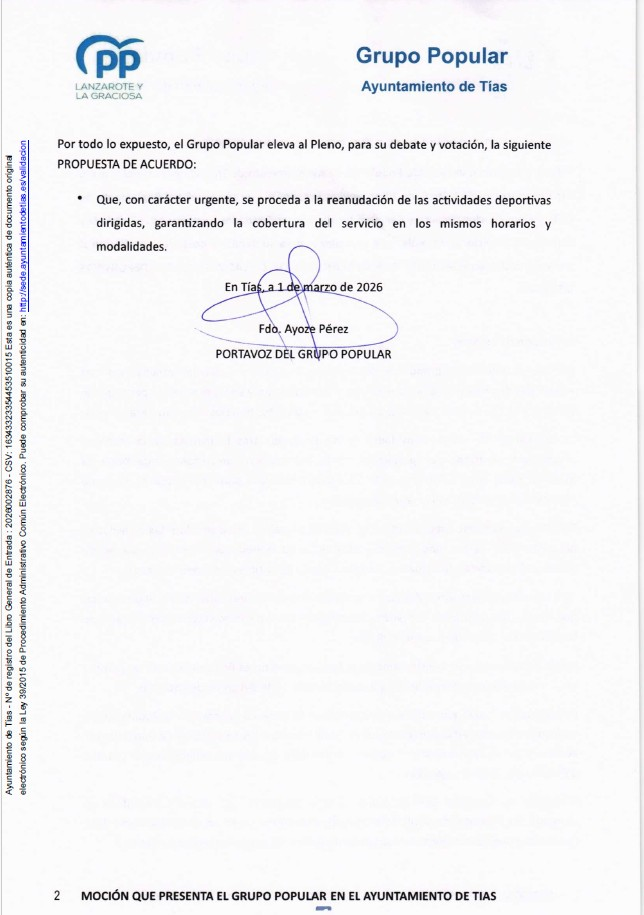 PP
LANZAROTE Y
LA GRACIOSA
Grupo Popular
Ayuntamiento de Tías
Por todo lo expuesto, el Grupo Popular eleva al Pleno, para su debate y votación, la siguiente
PROPUESTA DE ACUERDO:
• Que, con carácter urgente, se proceda a la reanudación de las actividades deportivas
dirigidas, garantizando la cobertura del servicio en los mismos horarios y
modalidades.
En Tías, a 1 de marzo de 2026
Fdo. Ayoze Pérez
PORTAVOZ DEL GRUPO POPULAR
2 MOCIÓN QUE PRESENTA EL GRUPO POPULAR EN EL AYUNTAMIENTO DE TIAS
Ayuntamiento de Tías - Nº de registro del Libro General de Entrada : 2026002876 - CSV: 16343323354453510015 Esta es una copia auténtica de documento original
electrónico según la Ley 39/2015 de Procedimiento Administrativo Común Electrónico. Puede comprobar su autenticidad en: http://sede.ayuntamientodetias.es/validacion